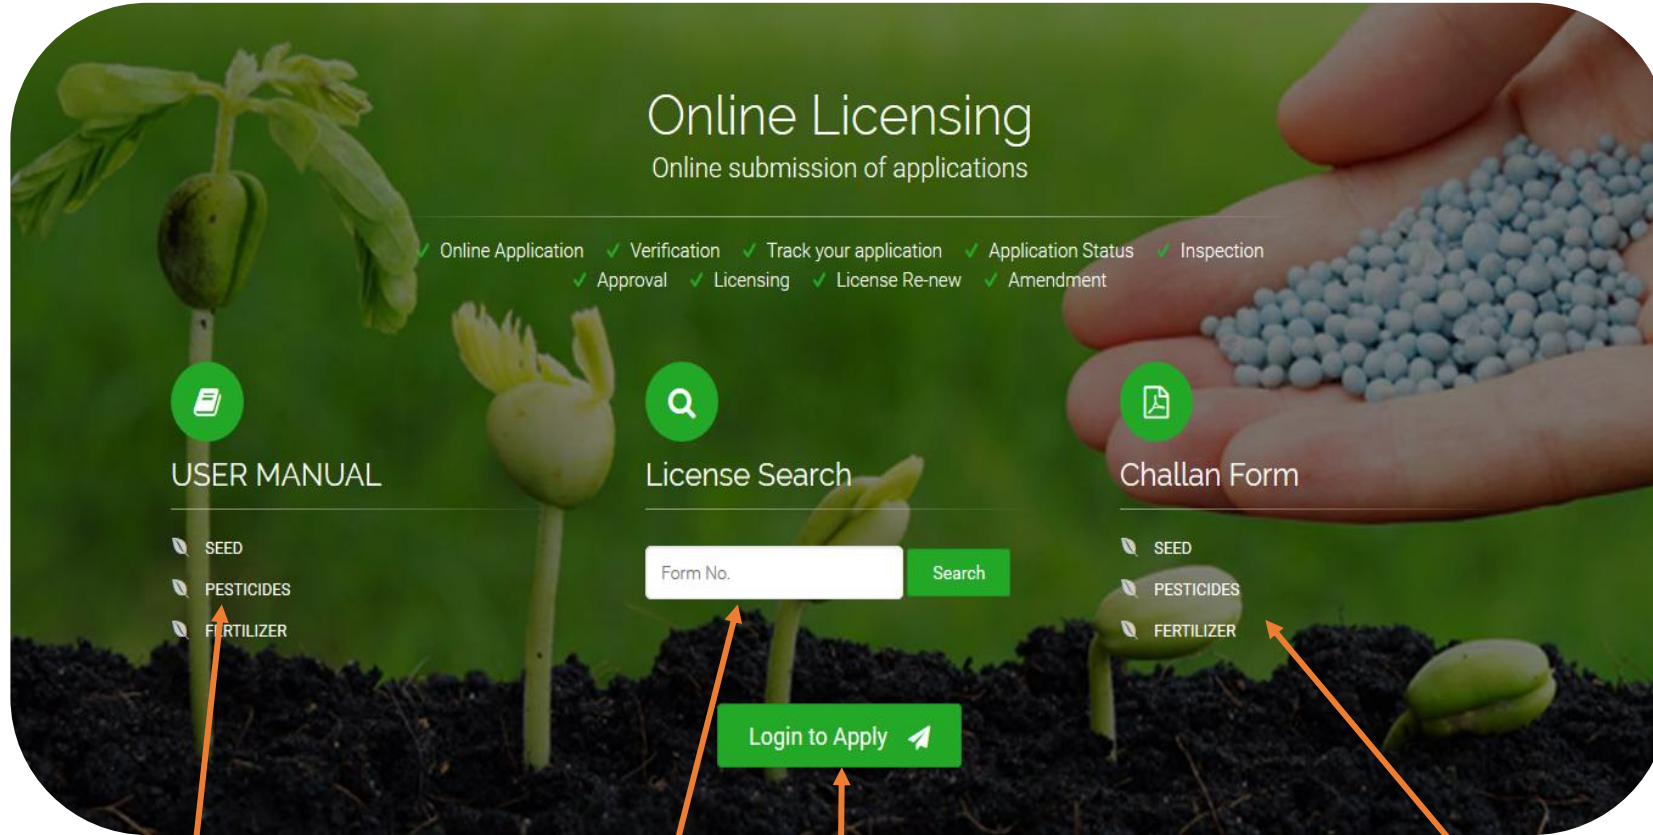 Online Licensing
Online submission of applications
Online Application Verification Track your application Application Status Inspection
Approval Licensing License Re-new Amendment
USER MANUAL
SEED
PESTICIDES
FERTILIZER
License Search
Form No. Search
Challan Form
SEED
PESTICIDES
FERTILIZER
Login to Apply